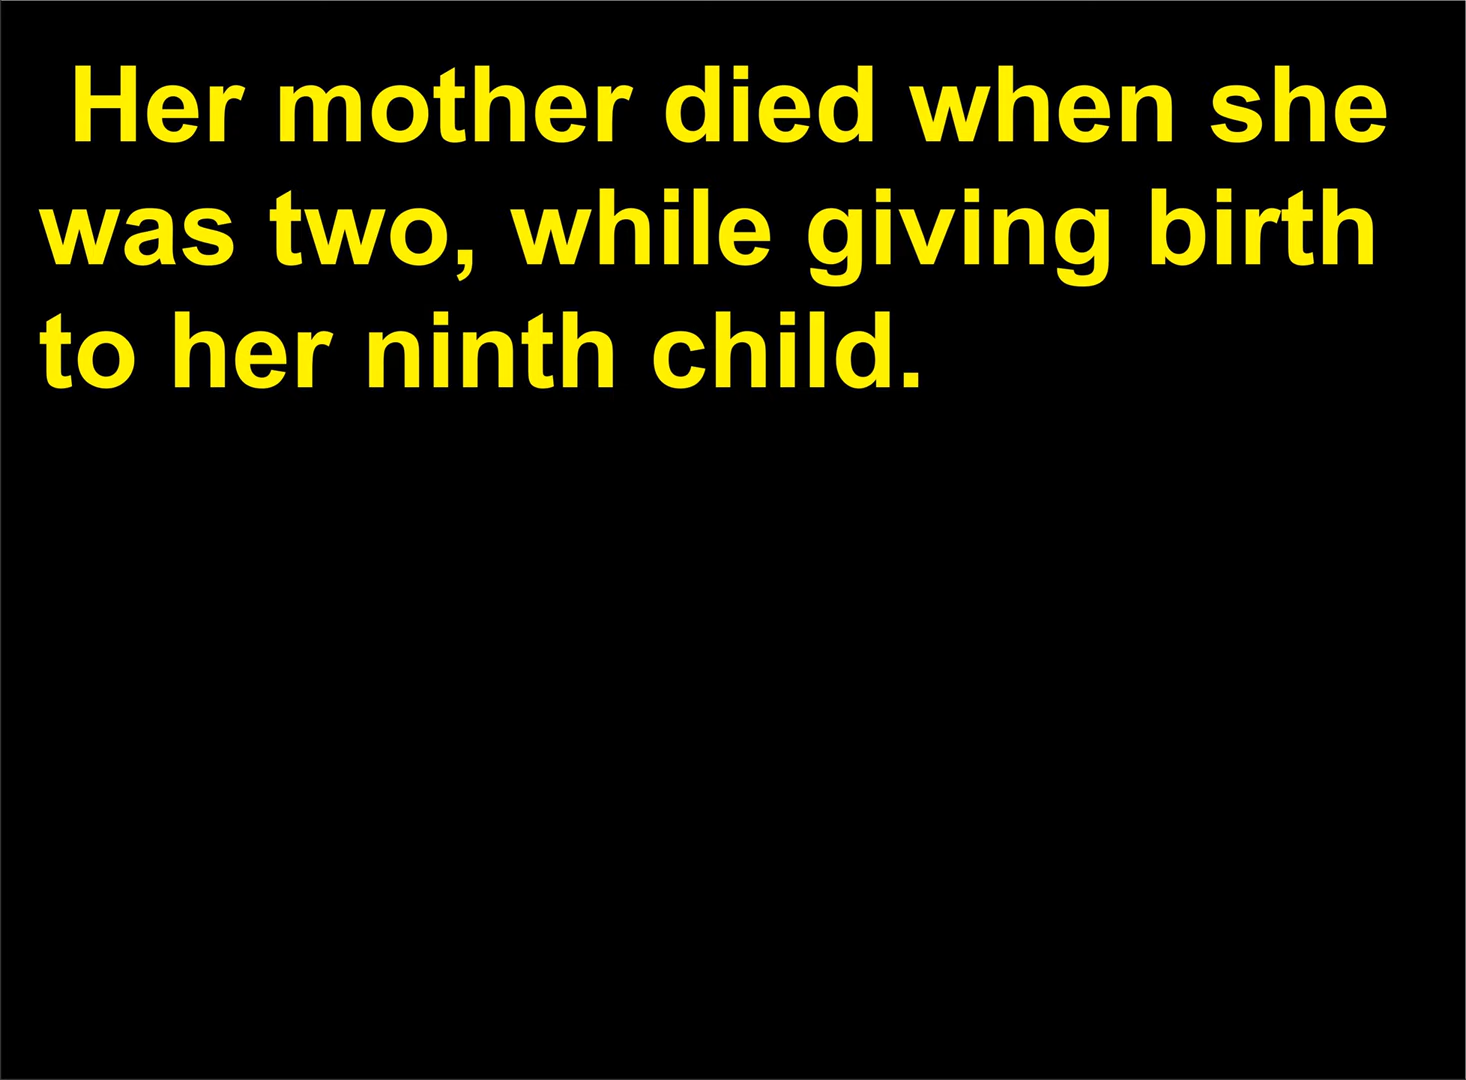 Her mother died when she
was two, while giving birth
to her ninth child.